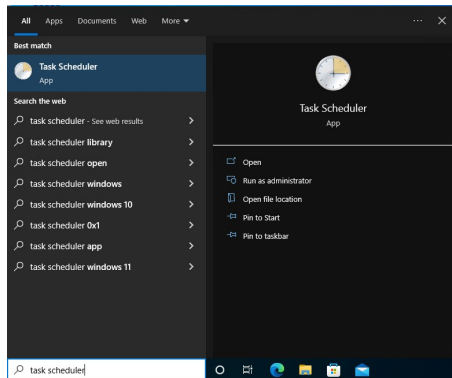 All Apps Documents Web More
Best match
Task Scheduler
App
Search the web
task scheduler - See web results
task scheduler library
task scheduler open
task scheduler windows
task scheduler windows 10
task scheduler 0x1
task scheduler app
task scheduler windows 11
Task Scheduler
App
Open
Run as administrator
Open file location
Pin to Start
Pin to taskbar
task scheduler